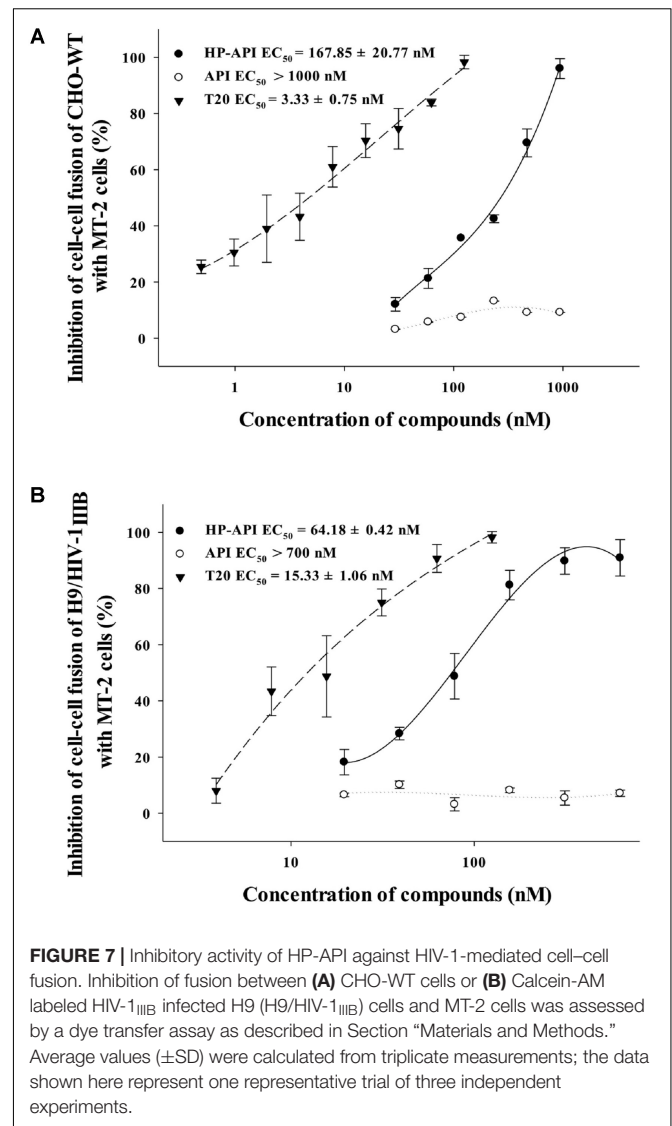 A
HP-API EC50 = 167.85 ± 20.77 nM
API EC50 > 1000 nM
T20 EC50 = 3.33 ± 0.75 nM
Inhibition of cell-cell fusion of CHO-WT
with MT-2 cells (%)
100
80
60
40
20
0
1 10 100 1000
Concentration of compounds (nM)
B
HP-API EC50 = 64.18 ± 0.42 nM
API EC50 > 700 nM
T20 EC50 = 15.33 ± 1.06 nM
Inhibition of cell-cell fusion of H9/HIV-1IIIB
with MT-2 cells (%)
100
80
60
40
20
0
10 100
Concentration of compounds (nM)
FIGURE 7 | Inhibitory activity of HP-API against HIV-1-mediated cell–cell
fusion. Inhibition of fusion between (A) CHO-WT cells or (B) Calcein-AM
labeled HIV-1IIIB infected H9 (H9/HIV-1IIIB) cells and MT-2 cells was assessed
by a dye transfer assay as described in Section “Materials and Methods.”
Average values (±SD) were calculated from triplicate measurements; the data
shown here represent one representative trial of three independent
experiments.